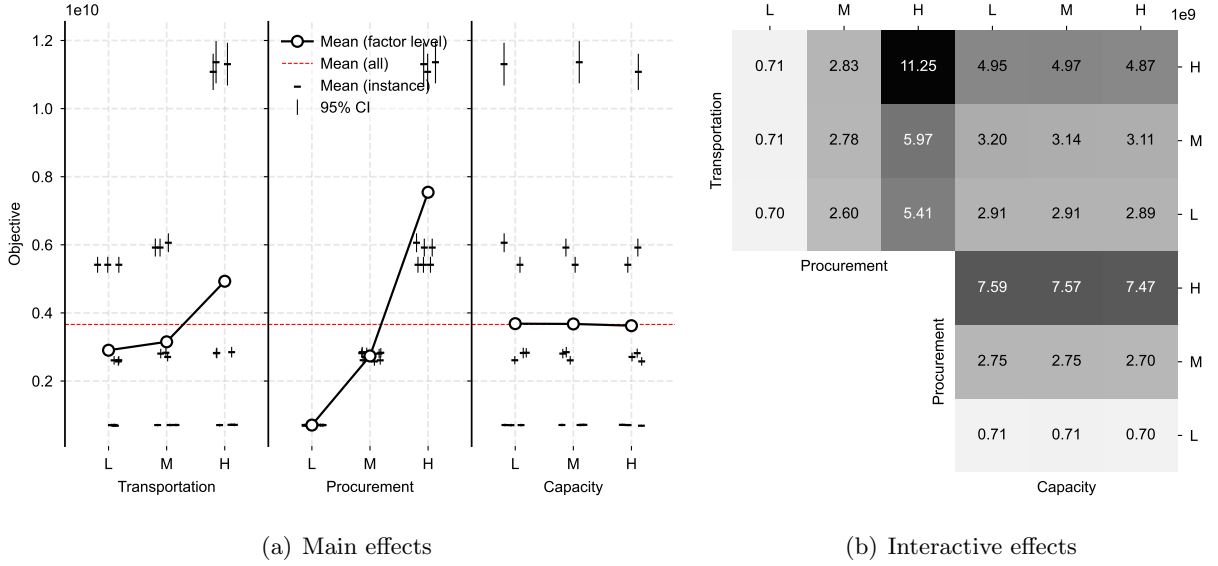 1e10
1.2
1.0
0.8
0.6
0.4
0.2
Objective
Mean (factor level)
Mean (all)
Mean (instance)
95% CI
L M H
Transportation
L M H
Procurement
L M H
Capacity
(a) Main effects
L M H L M H
1e9
0.71 2.83 11.25 4.95 4.97 4.87 H
0.71 2.78 5.97 3.20 3.14 3.11 M
0.70 2.60 5.41 2.91 2.91 2.89 L
Transportation
Procurement
7.59 7.57 7.47 H
2.75 2.75 2.70 M
0.71 0.71 0.70 L
Procurement
Capacity
(b) Interactive effects